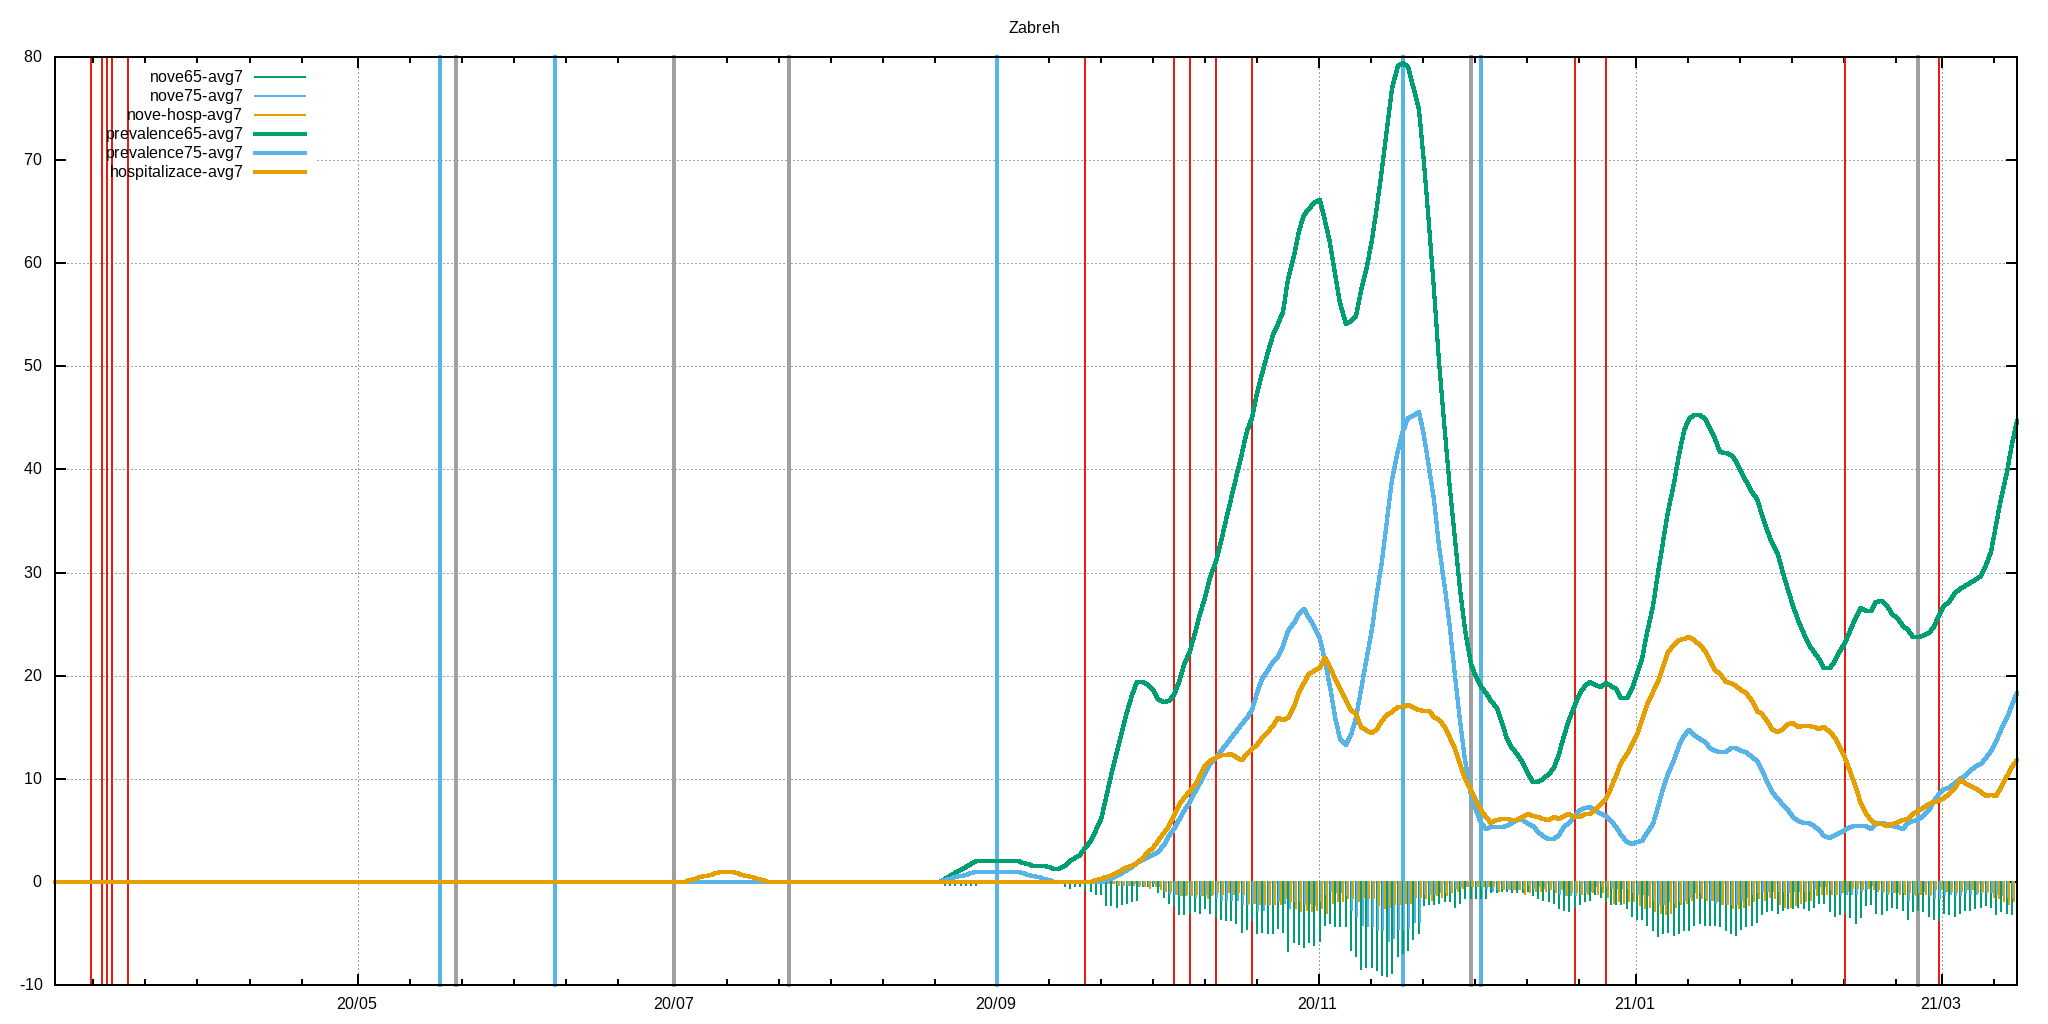 Zabreh
80
nove65-avg7
nove75-avg7
nove-hosp-avg7
prevalence65-avg7
prevalence75-avg7
hospitalizace-avg7
70
60
50
40
30
20
10
0
-10
20/05 20/07 20/09 20/11 21/01 21/03